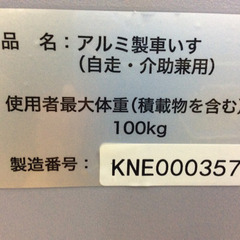 品　名：アルミ製車いす
（自走・介助兼用）
使用者最大体重（積載物を含む）
100kg
製造番号：KNE000357